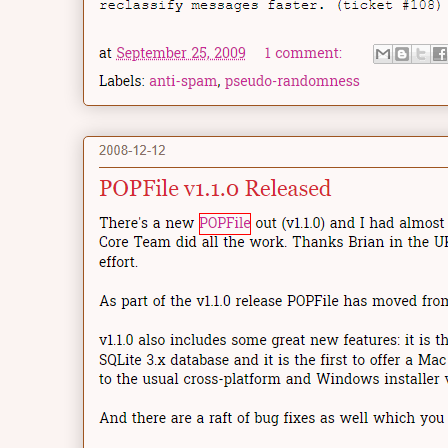 reclassify messages faster. (ticket #108)
at September 25, 2009 1 comment:
Labels: anti-spam, pseudo-randomness
2008-12-12
POPFile v1.1.0 Released
There's a new POPFile out (v1.1.0) and I had almost
Core Team did all the work. Thanks Brian in the
effort.
As part of the v1.1.0 release POPFile has moved
v1.1.0 also includes some great new features: it is
SQLite 3.x database and it is the first to offer a Mac
to the usual cross-platform and Windows installer
And there are a raft of bug fixes as well which you